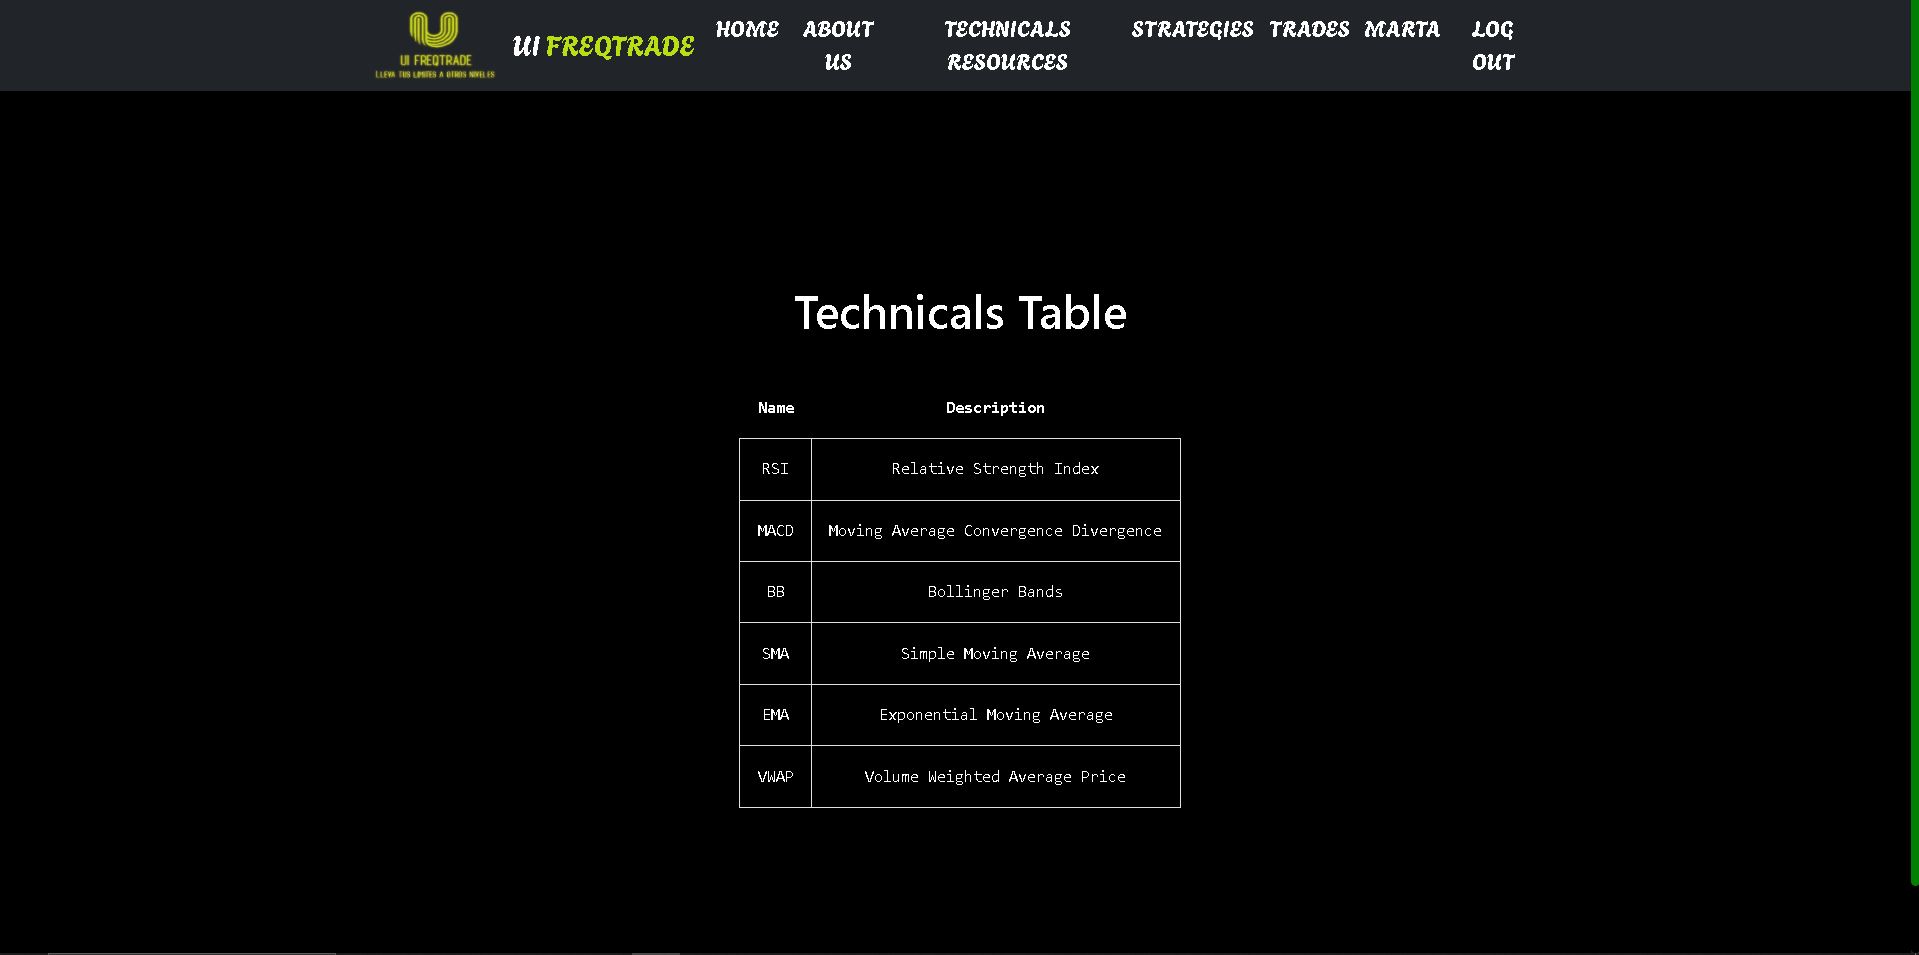 UI FREQTRADE
LLEVA TUS LIMITES A OTROS NIVELES
UI FREQTRADE
HOME
ABOUT
US
TECHNICALS
RESOURCES
STRATEGIES
TRADES
MARTA
LOG
OUT
Technicals Table
Name Description
RSI Relative Strength Index
MACD Moving Average Convergence Divergence
BB Bollinger Bands
SMA Simple Moving Average
EMA Exponential Moving Average
VWAP Volume Weighted Average Price